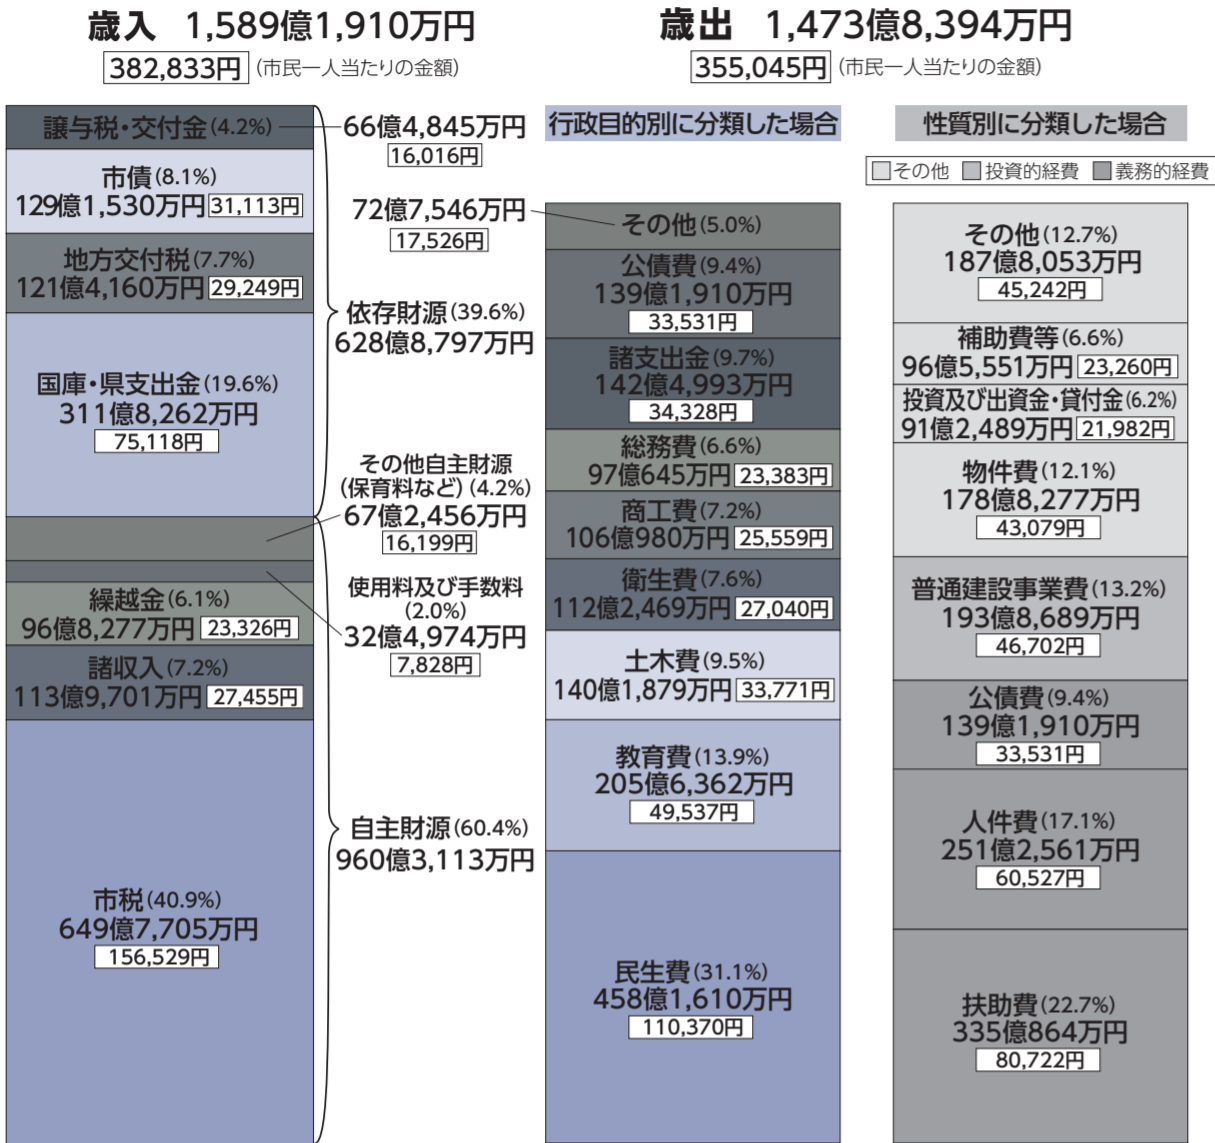 歳入 1,589億1,910万円
382,833円 (市民一人当たりの金額)
譲与税・交付金(4.2%)
66億4,845万円
16,016円
市債(8.1%)
129億1,530万円 31,113円
地方交付税(7.7%)
121億4,160万円 29,249円
国庫・県支出金(19.6%)
311億8,262万円
75,118円
依存財源(39.6%)
628億8,797万円
その他自主財源
(保育料など)(4.2%)
67億2,456万円
16,199円
使用料及び手数料
(2.0%)
32億4,974万円
7,828円
繰越金(6.1%)
96億8,277万円 23,326円
諸収入(7.2%)
113億9,701万円 27,455円
市税(40.9%)
649億7,705万円
156,529円
自主財源(60.4%)
960億3,113万円
歳出 1,473億8,394万円
355,045円 (市民一人当たりの金額)
行政目的別に分類した場合
72億7,546万円
17,526円
その他(5.0%)
公債費(9.4%)
139億1,910万円
33,531円
諸支出金(9.7%)
142億4,993万円
34,328円
総務費(6.6%)
97億645万円 23,383円
商工費(7.2%)
106億980万円 25,559円
衛生費(7.6%)
112億2,469万円 27,040円
土木費(9.5%)
140億1,879万円 33,771円
教育費(13.9%)
205億6,362万円
49,537円
民生費(31.1%)
458億1,610万円
110,370円
性質別に分類した場合
その他 投資的経費 義務的経費
その他(12.7%)
187億8,053万円
45,242円
補助費等(6.6%)
96億5,551万円 23,260円
投資及び出資金・貸付金(6.2%)
91億2,489万円 21,982円
物件費(12.1%)
178億8,277万円
43,079円
普通建設事業費(13.2%)
193億8,689万円
46,702円
公債費(9.4%)
139億1,910万円
33,531円
人件費(17.1%)
251億2,561万円
60,527円
扶助費(22.7%)
335億864万円
80,722円